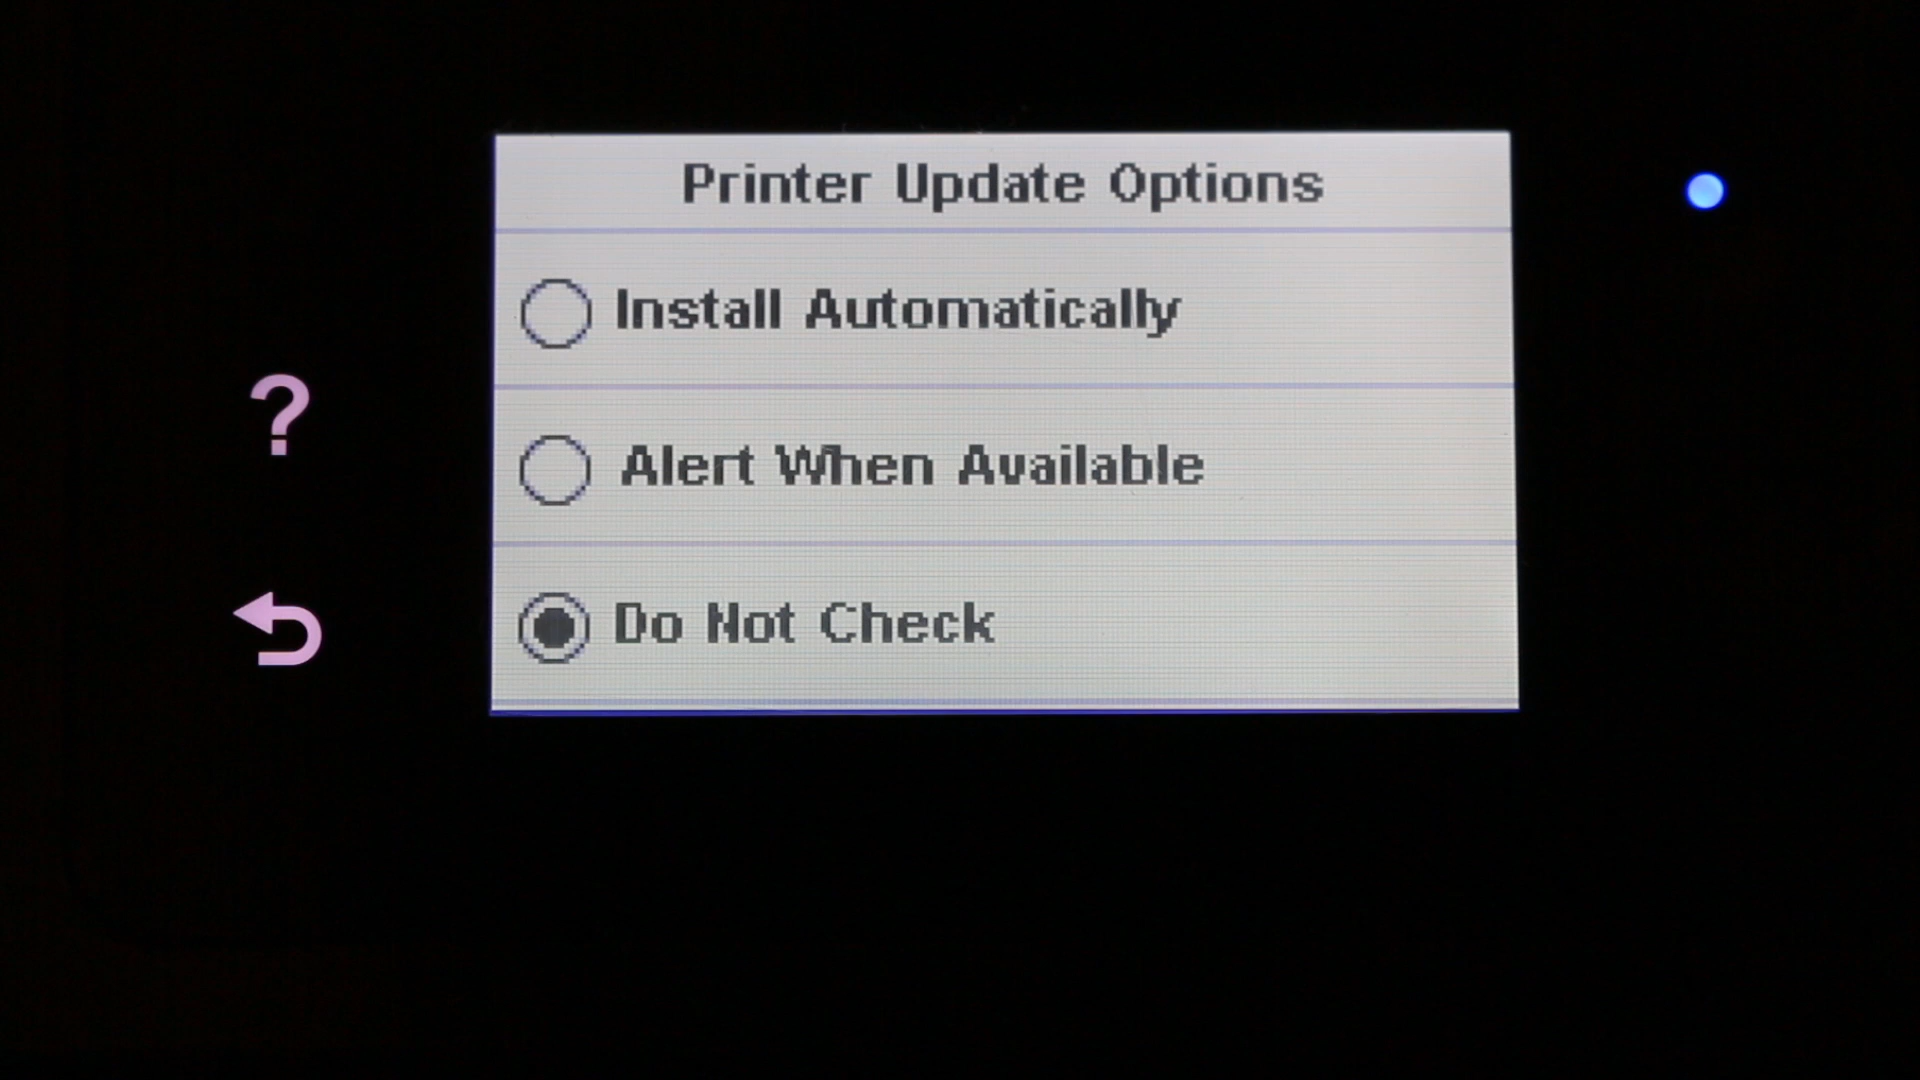 Printer Update Options
Install Automatically
Alert When Available
Do Not Check
?